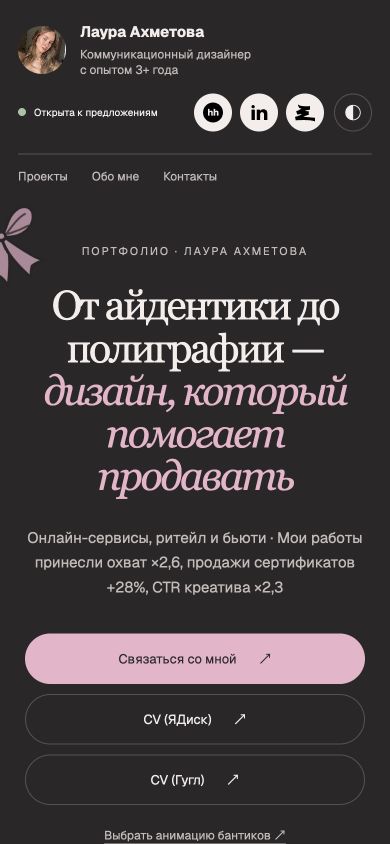 Лаура Ахметова
Коммуникационный дизайнер
с опытом 3+ года
Открыта к предложениям
hh
in
Проекты
Обо мне
Контакты
ПОРТФОЛИО · ЛАУРА АХМЕТОВА
От айдентики до
полиграфии —
дизайн, который
помогает
продавать
Онлайн-сервисы, ритейл и бьюти · Мои работы
принесли охват ×2,6, продажи сертификатов
+28%, CTR креатива ×2,3
Связаться со мной ↗
CV (ЯДиск) ↗
CV (Гугл) ↗
Выбрать анимацию бантиков ↗